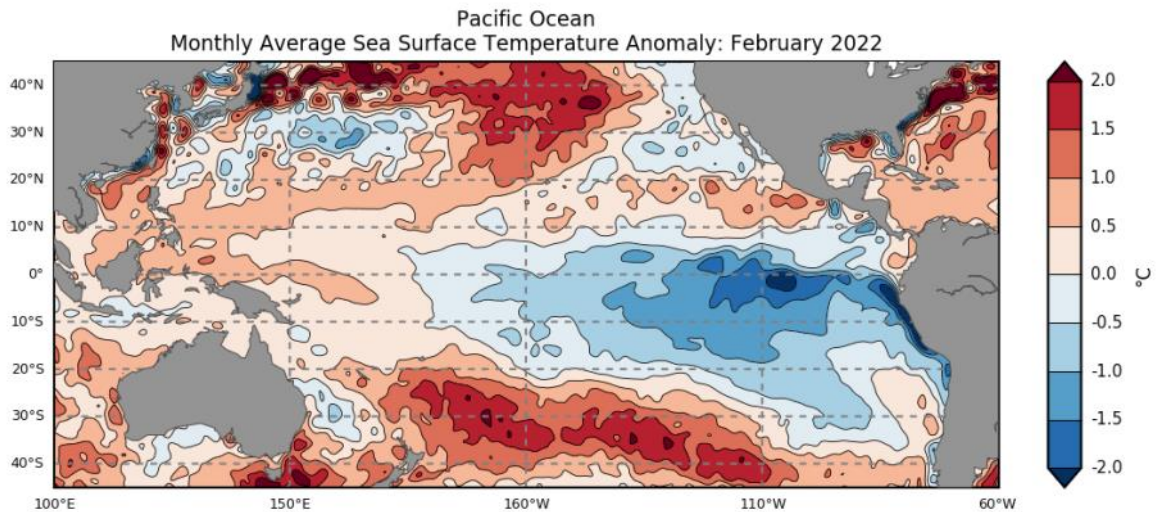 Pacific Ocean
Monthly Average Sea Surface Temperature Anomaly: February 2022
40°N
30°N
20°N
10°N
0°
10°S
20°S
30°S
40°S
100°E
150°E
160°W
110°W
60°W
2.0
1.5
1.0
0.5
0.0
-0.5
-1.0
-1.5
-2.0
°C